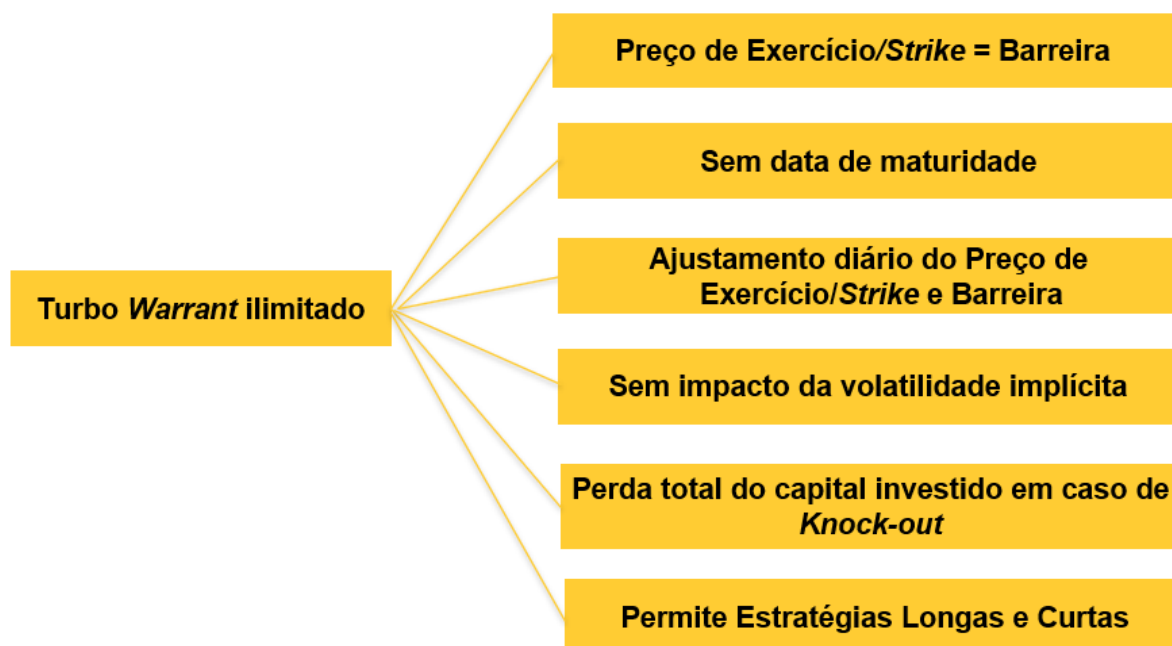 Preço de Exercício/Strike = Barreira
Sem data de maturidade
Ajustamento diário do Preço de
Exercício/Strike e Barreira
Turbo Warrant ilimitado
Sem impacto da volatilidade implícita
Perda total do capital investido em caso de
Knock-out
Permite Estratégias Longas e Curtas